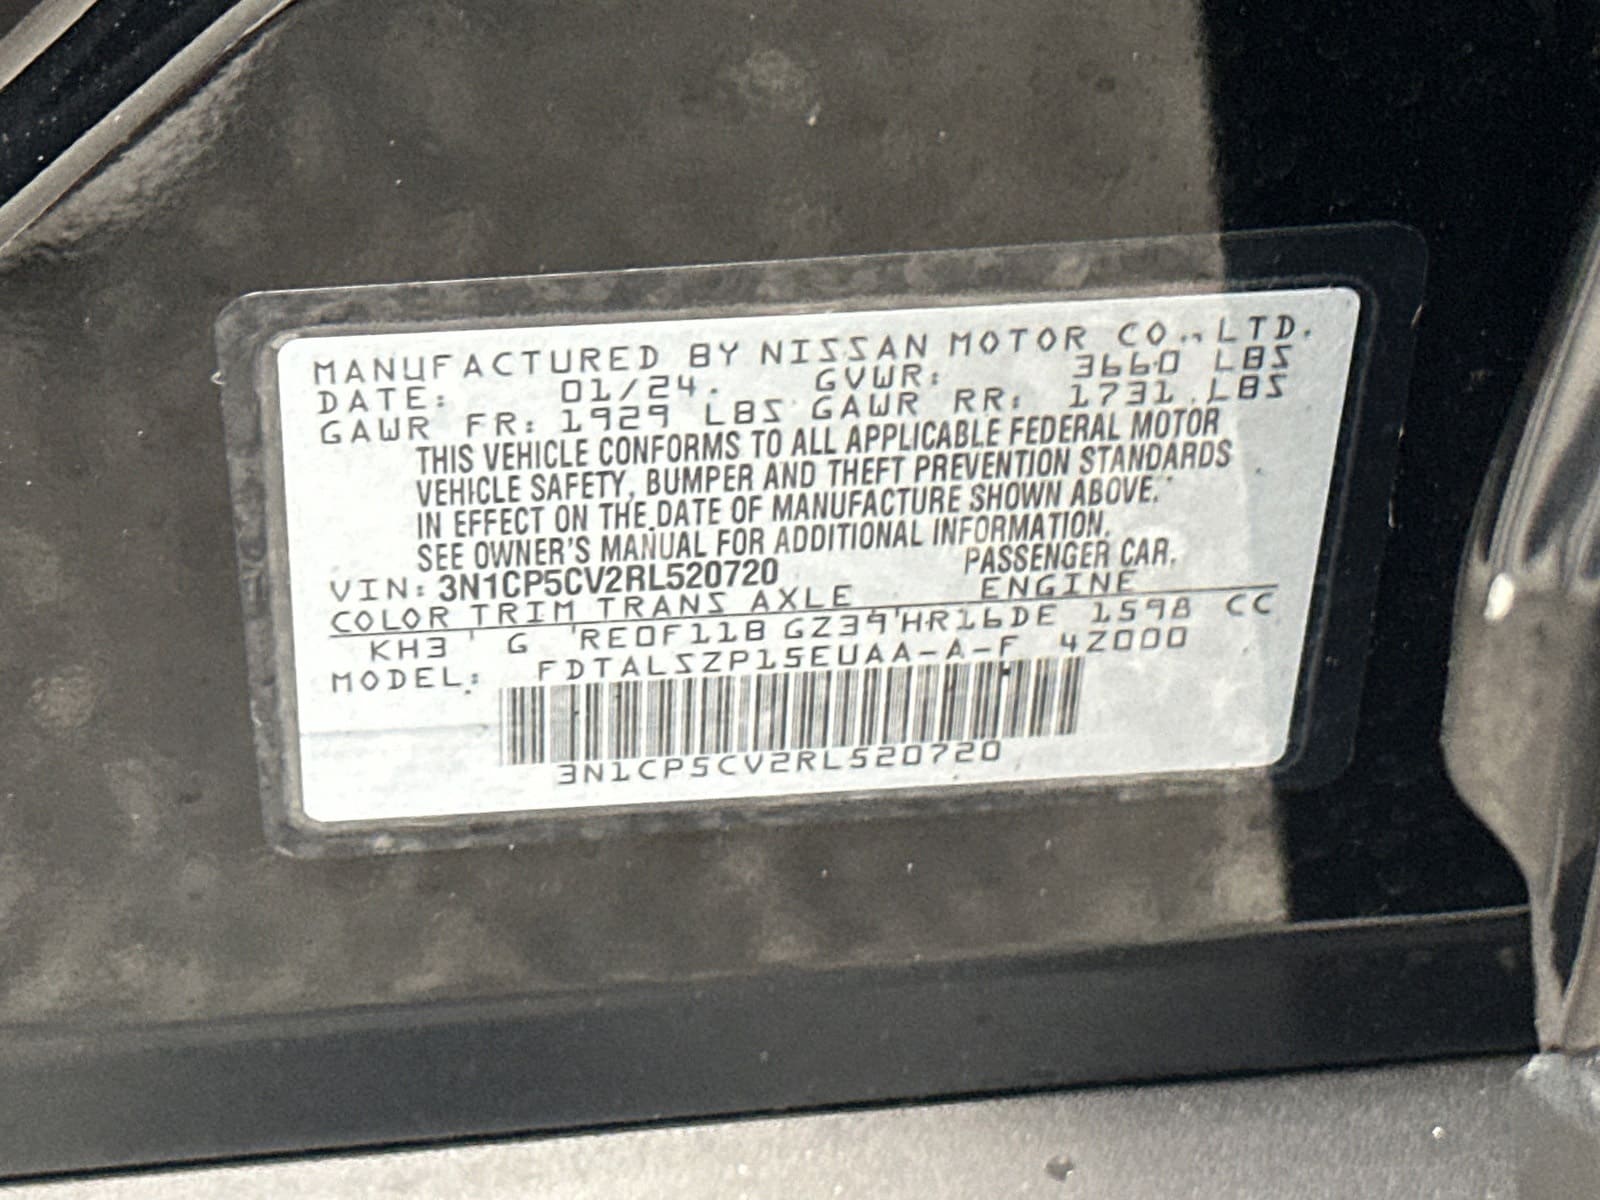 MANUFACTURED BY NISSAN MOTOR CO., LTD.
DATE: 01/24 GVWR: 3660 LBS
GAWR FR: 1929 LBS GAWR RR: 1731 LBS
THIS VEHICLE CONFORMS TO ALL APPLICABLE FEDERAL MOTOR
VEHICLE SAFETY, BUMPER AND THEFT PREVENTION STANDARDS
IN EFFECT ON THE DATE OF MANUFACTURE SHOWN ABOVE.
SEE OWNER'S MANUAL FOR ADDITIONAL INFORMATION.
VIN: 3N1CP5CV2RL520720 PASSENGER CAR.
COLOR TRIM TRANS AXLE ENGINE
KH3 G RE0F11B GZ39 HR16DE 1598 CC
MODEL: FDTALSZP15EUAA-A-F 4Z000
3N1CP5CV2RL520720